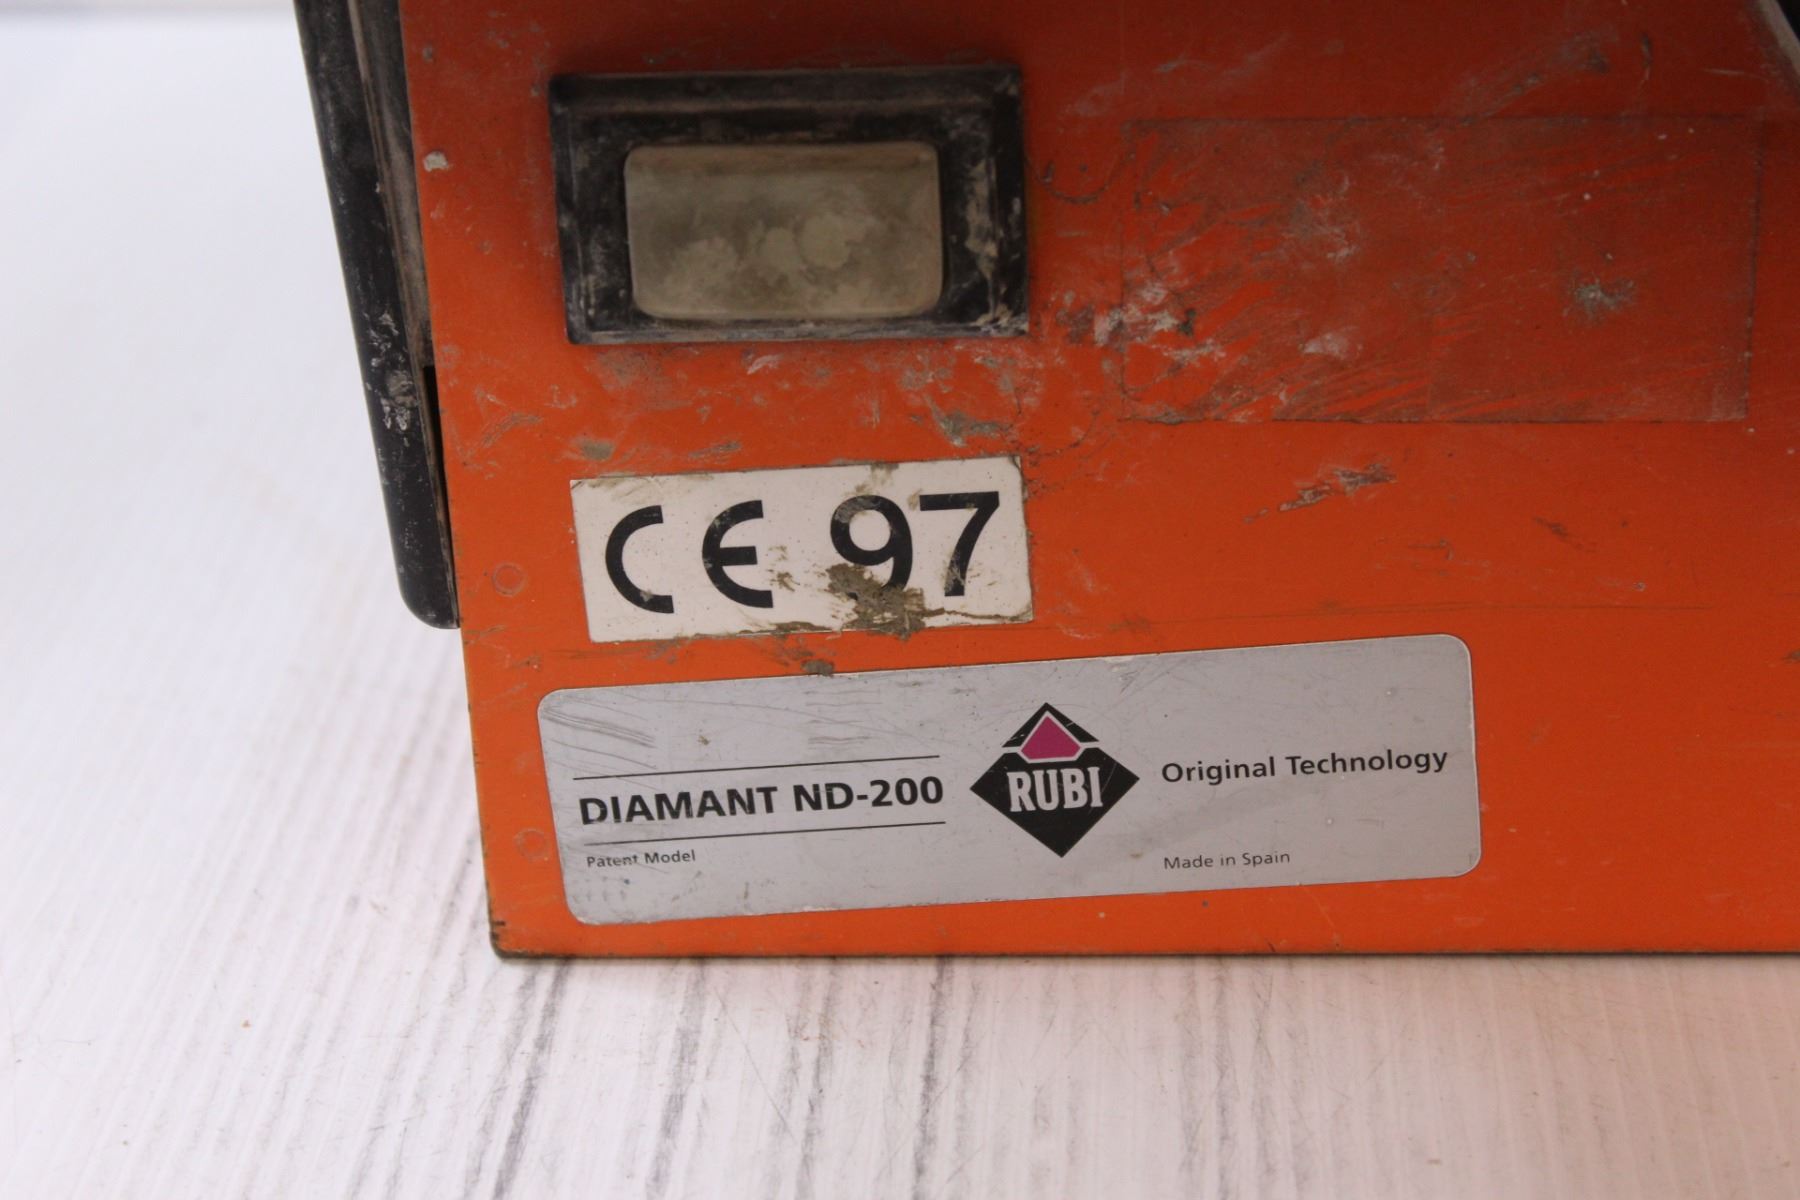 CE 97
DIAMANT ND-200
Patent Model
RUBI
Original Technology
Made in Spain